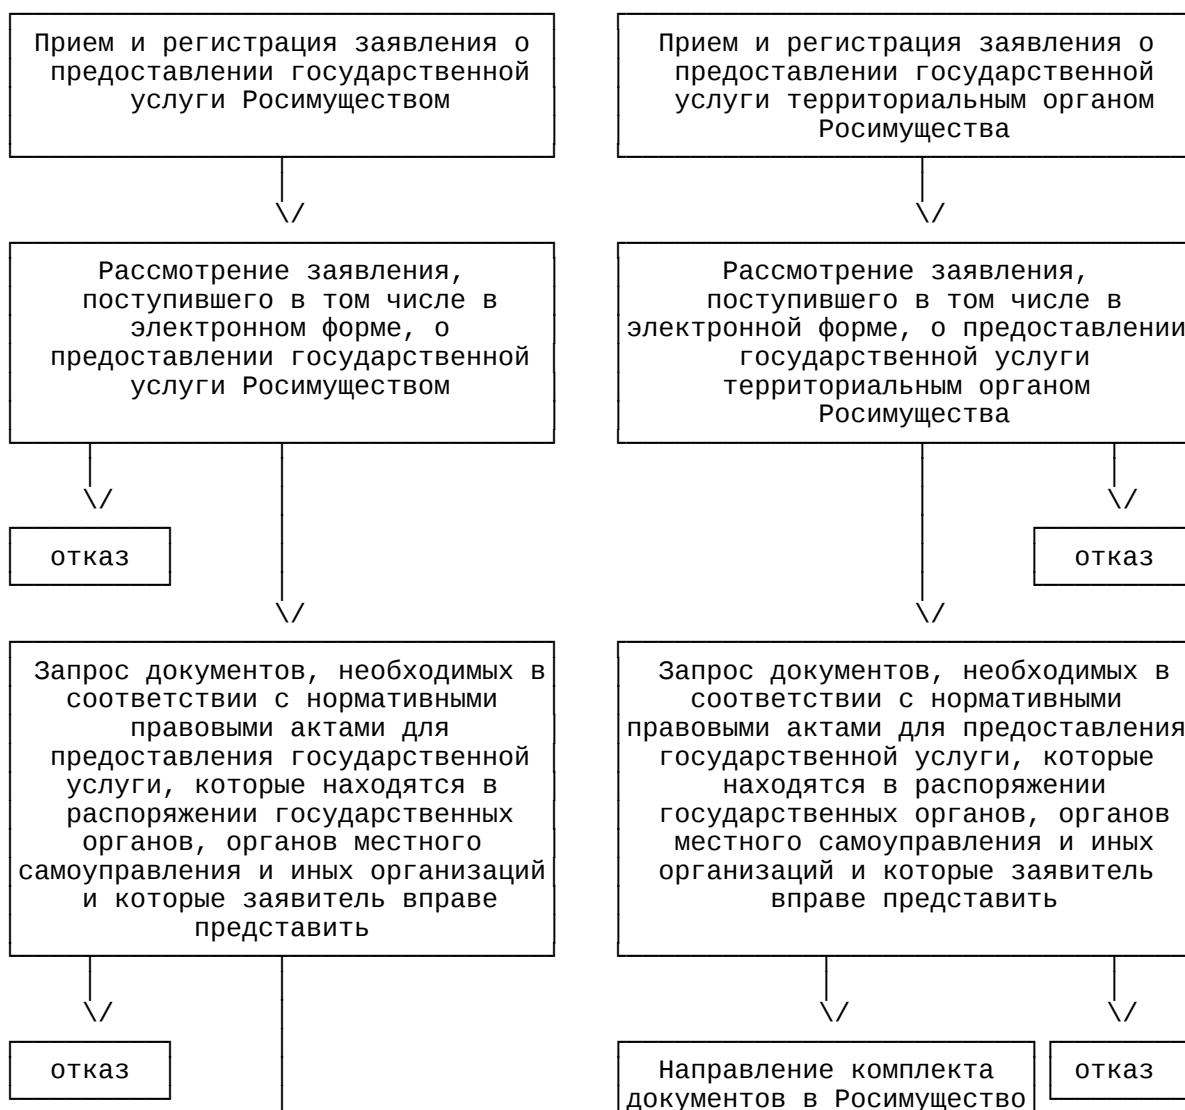 Прием и регистрация заявления о
предоставлении государственной
услуги Росимуществом
Прием и регистрация заявления о
предоставлении государственной
услуги территориальным органом
Росимущества
Рассмотрение заявления,
поступившего в том числе в
электронном форме, о
предоставлении государственной
услуги Росимуществом
Рассмотрение заявления,
поступившего в том числе в
электронной форме, о предоставлении
государственной услуги
территориальным органом
Росимущества
отказ
отказ
Запрос документов, необходимых в
соответствии с нормативными
правовыми актами для
предоставления государственной
услуги, которые находятся в
распоряжении государственных
органов, органов местного
самоуправления и иных организаций
и которые заявитель вправе
представить
Запрос документов, необходимых в
соответствии с нормативными
правовыми актами для предоставления
государственной услуги, которые
находятся в распоряжении
государственных органов, органов
местного самоуправления и иных
организаций и которые заявитель
вправе представить
отказ
Направление комплекта
документов в Росимущество
отказ